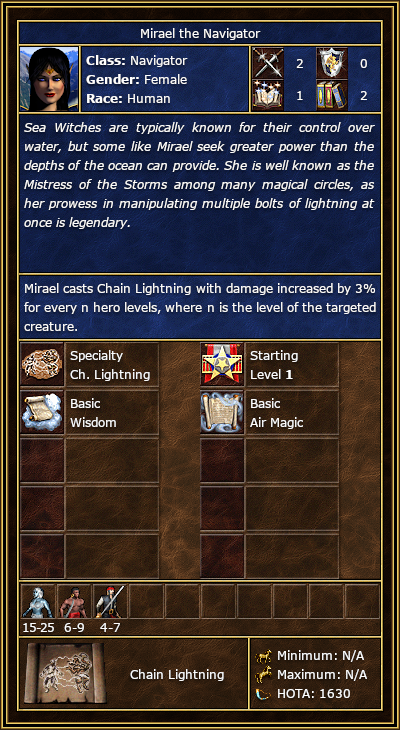 Mirael the Navigator
Class: Navigator
Gender: Female
Race: Human
2 0
1 2
Sea Witches are typically known for their control over
water, but some like Mirael seek greater power than the
depths of the ocean can provide. She is well known as the
Mistress of the Storms among many magical circles, as
her prowess in manipulating multiple bolts of lightning at
once is legendary.
Mirael casts Chain Lightning with damage increased by 3%
for every n hero levels, where n is the level of the targeted
creature.
Specialty
Ch. Lightning
Starting
Level 1
Basic
Wisdom
Basic
Air Magic
15-25 6-9 4-7
Chain Lightning
Minimum: N/A
Maximum: N/A
HOTA: 1630